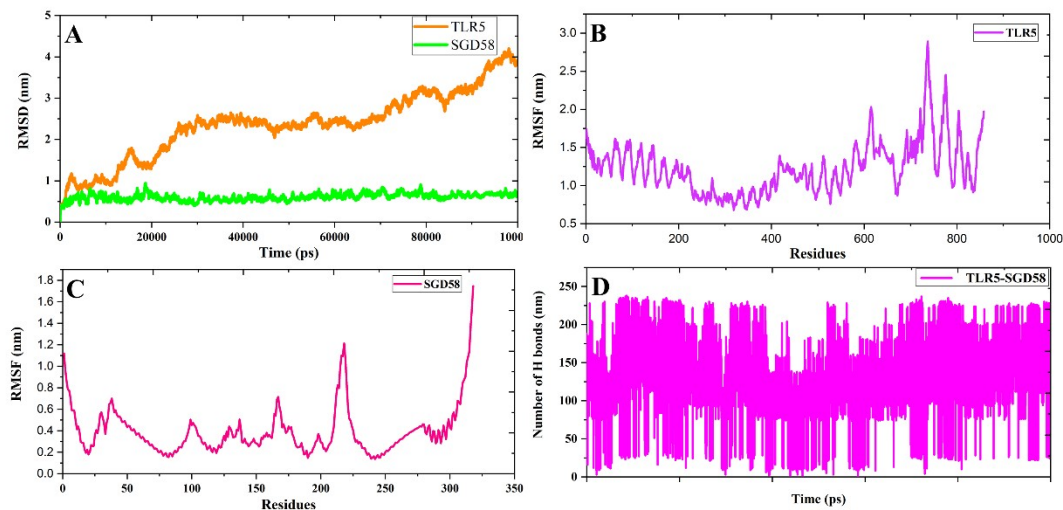 A
TLR5
SGD58
RMSD (nm)
5
4
3
2
1
0
0 20000 40000 60000 80000 1000
Time (ps)
B
TLR5
RMSF (nm)
3.0
2.5
2.0
1.5
1.0
0.5
0 200 400 600 800 1000
Residues
C
SGD58
RMSF (nm)
1.8
1.6
1.4
1.2
1.0
0.8
0.6
0.4
0.2
0.0
0 50 100 150 200 250 300 350
Residues
D
TLR5-SGD58
Number of H bonds (nm)
250
200
150
100
50
0
Time (ps)